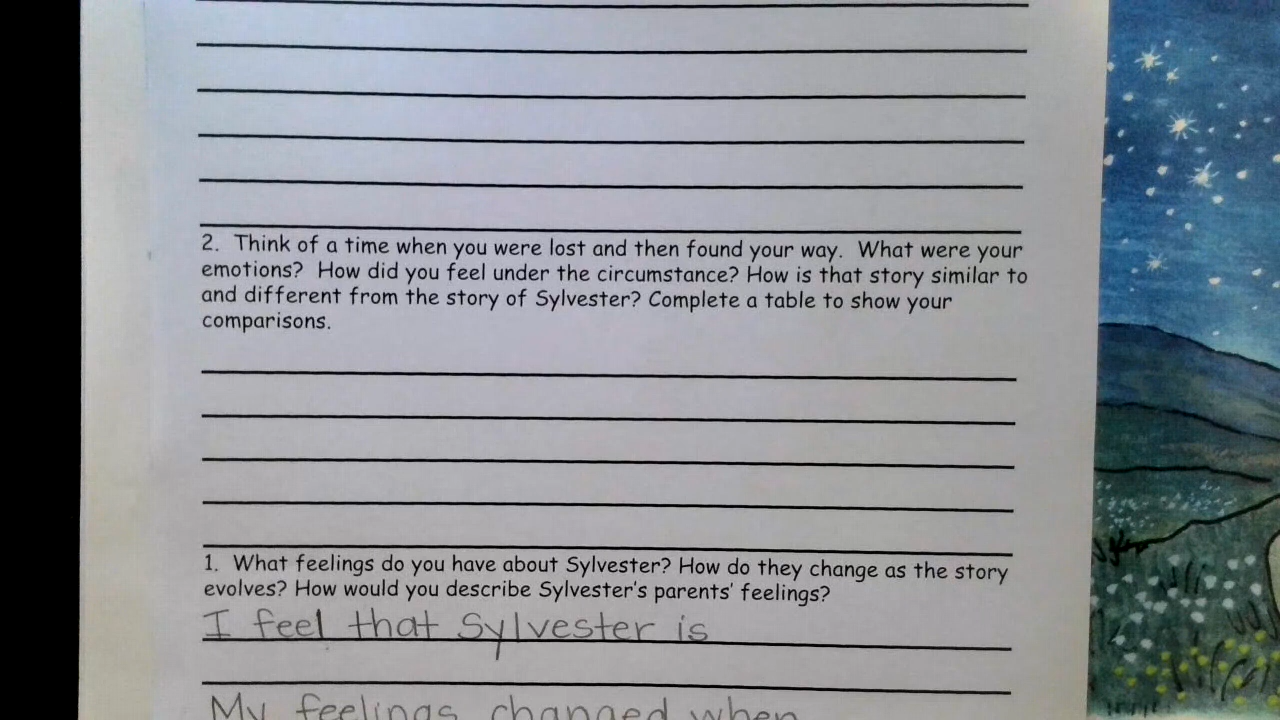 2. Think of a time when you were lost and then found your way. What were your
emotions? How did you feel under the circumstance? How is that story similar to
and different from the story of Sylvester? Complete a table to show your
comparisons.
1. What feelings do you have about Sylvester? How do they change as the story
evolves? How would you describe Sylvester's parents' feelings?
I feel that Sylvester is
My feelings changed when